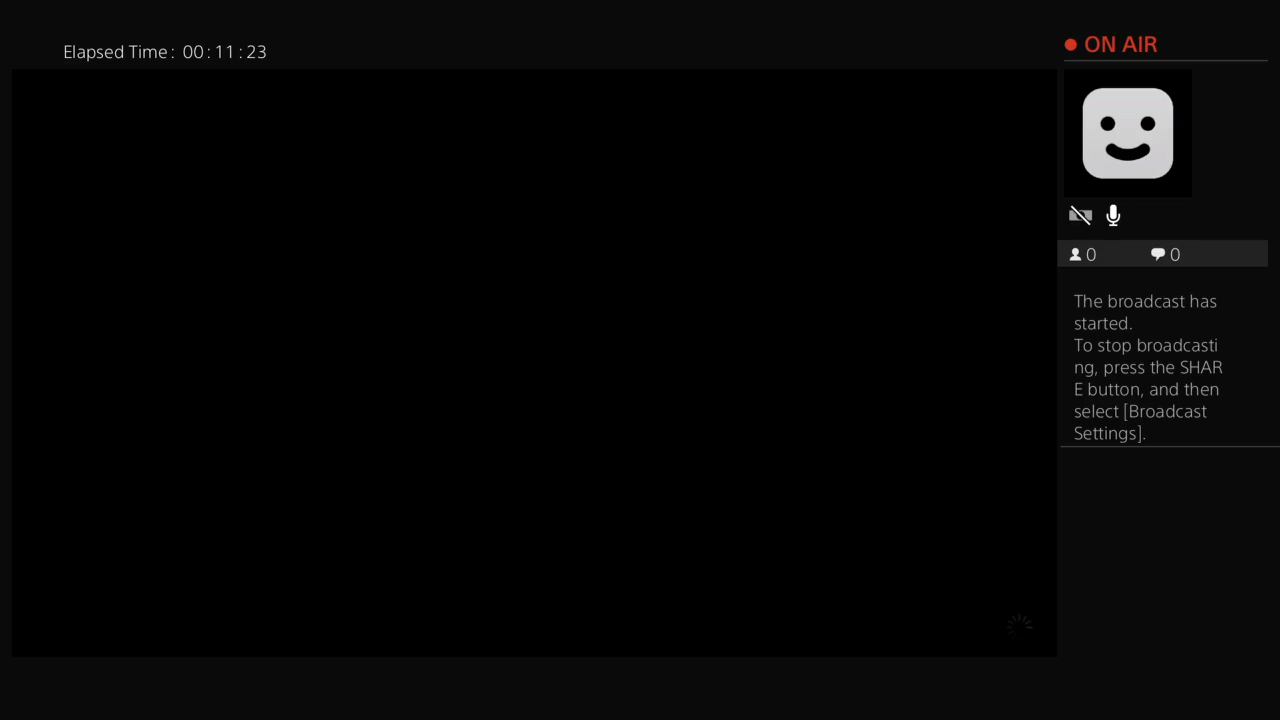 Elapsed Time: 00:11:23
ON AIR
0 0
The broadcast has
started.
To stop broadcasti
ng, press the SHAR
E button, and then
select [Broadcast
Settings].